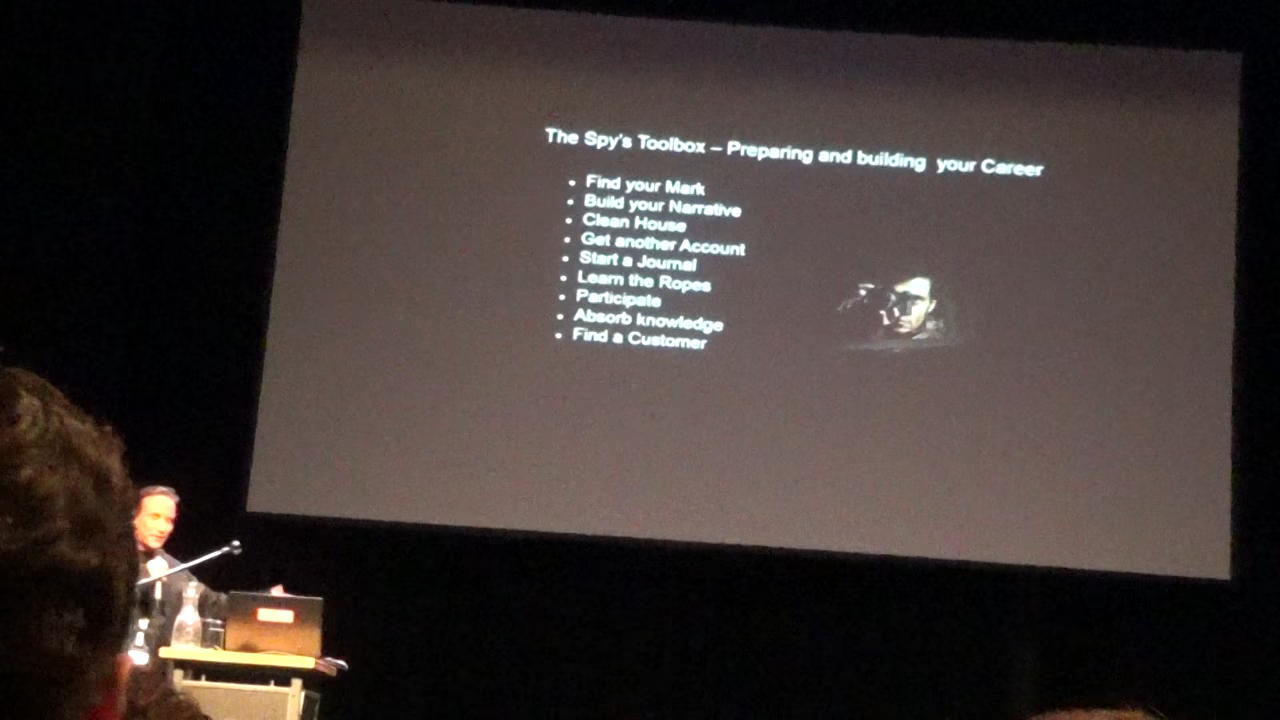 The Spy's Toolbox – Preparing and building your Career
• Find your Mark
• Build your Narrative
• Clean House
• Get another Account
• Start a Journal
• Learn the Ropes
• Participate
• Absorb knowledge
• Find a Customer